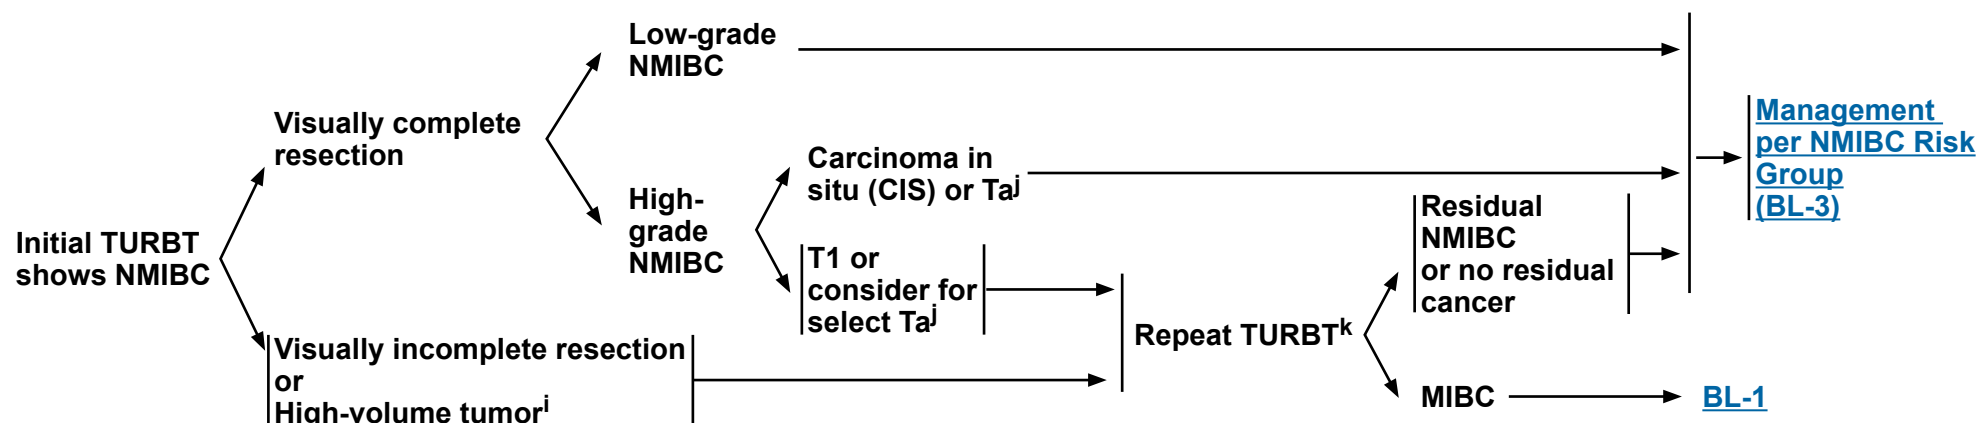 Initial TURBT
shows NMIBC
Visually complete
resection
Visually incomplete resection
or
High-volume tumorⁱ
Low-grade
NMIBC
High-
grade
NMIBC
Carcinoma in
situ (CIS) or Taʲ
T1 or
consider for
select Taʲ
Repeat TURBTᵏ
Residual
NMIBC
or no residual
cancer
MIBC
Management
per NMIBC Risk
Group
(BL-3)
BL-1